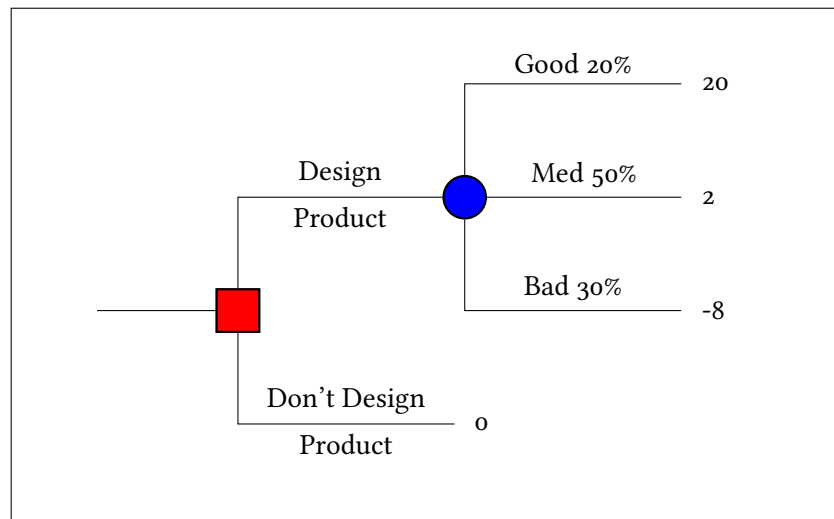 Good 20%
20
Design
Product
Med 50%
2
Bad 30%
-8
Don't Design
Product
0